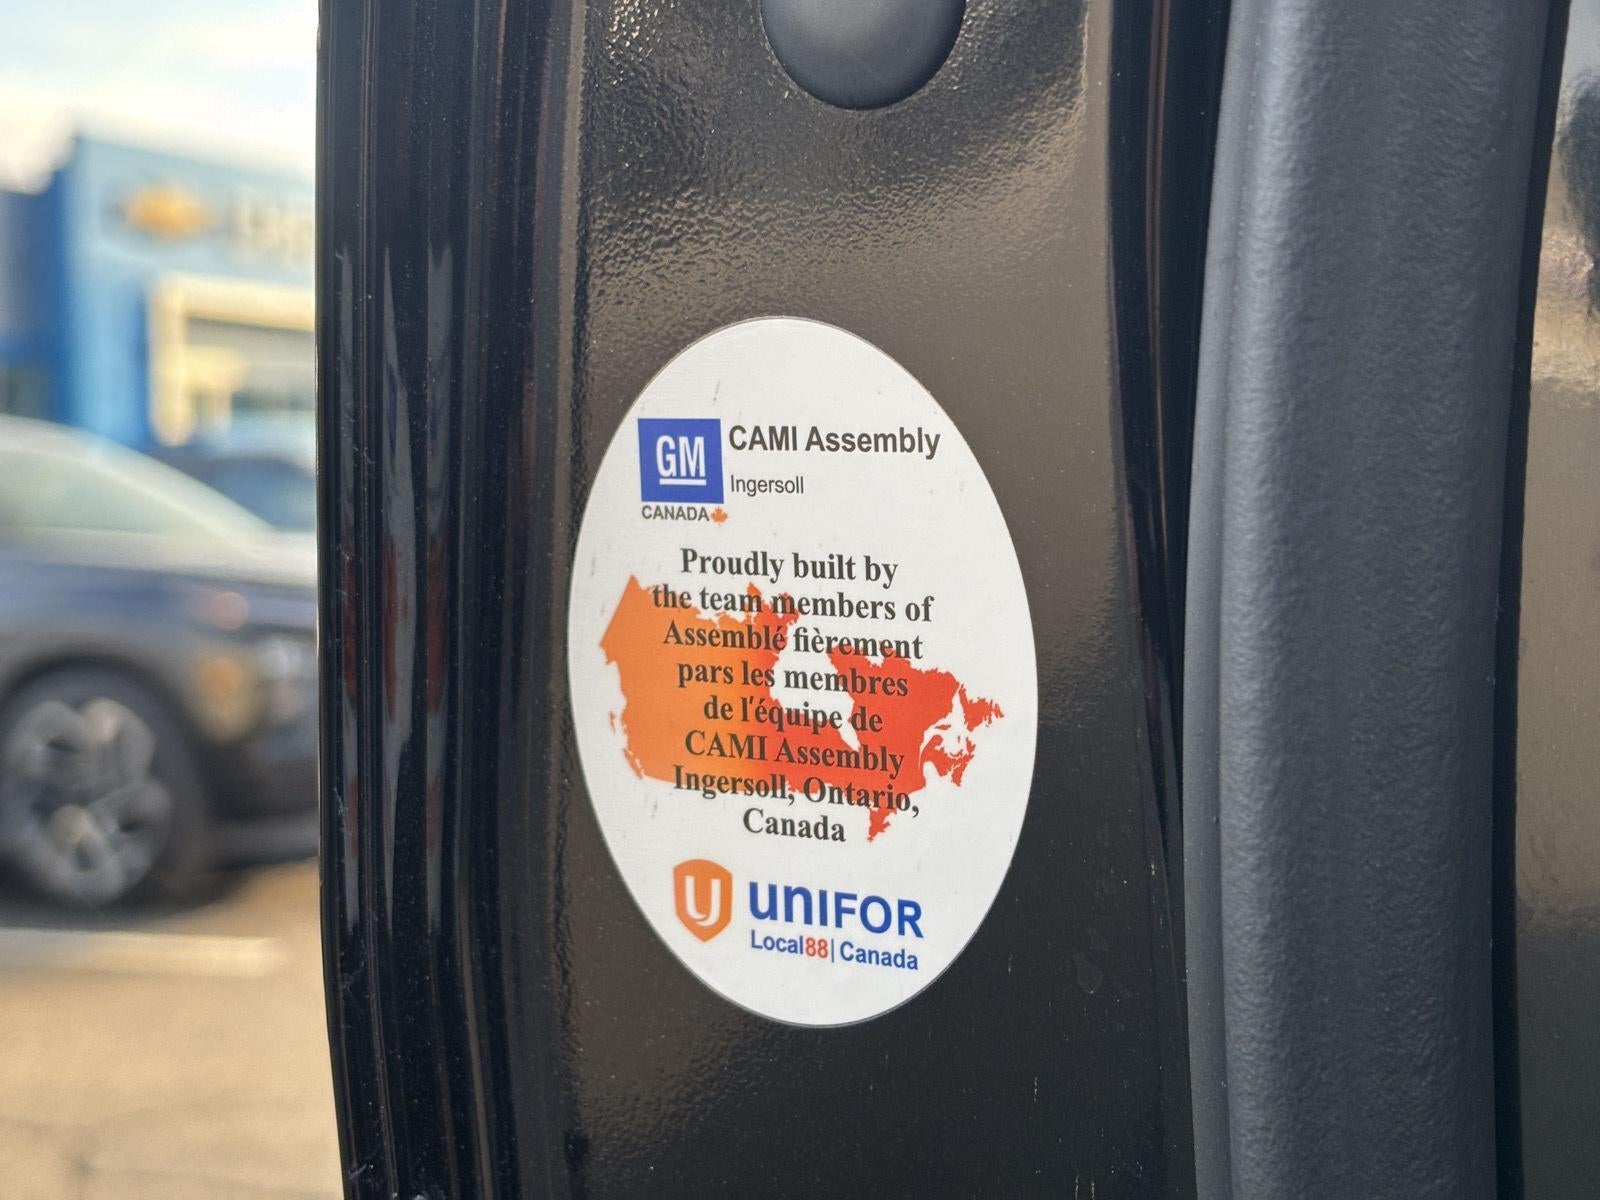 GM
CAMI Assembly
Ingersoll
CANADA
Proudly built by
the team members of
Assemblé fièrement
pars les membres
de l'équipe de
CAMI Assembly
Ingersoll, Ontario,
Canada
U UNIFOR
Local88| Canada